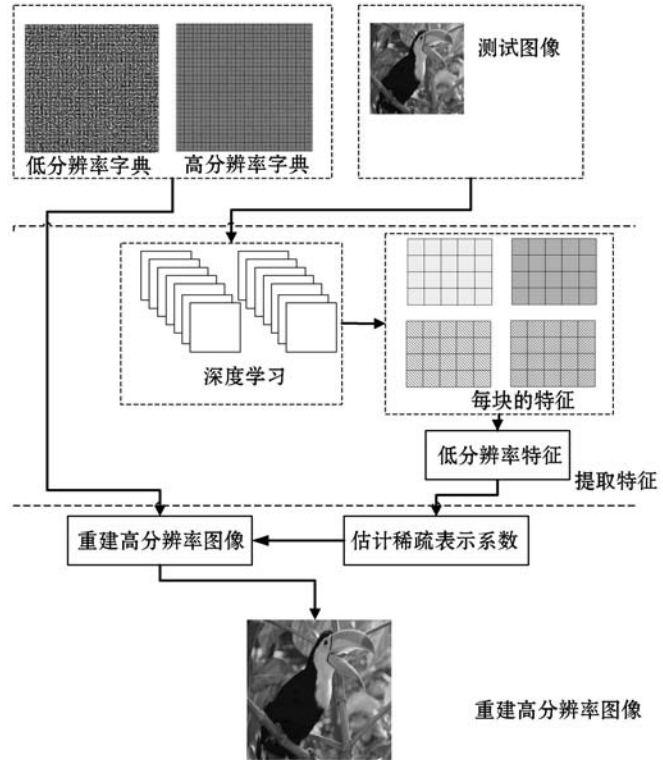 测试图像
低分辨率字典
高分辨率字典
深度学习
每块的特征
低分辨率特征
提取特征
重建高分辨率图像
估计稀疏表示系数
重建高分辨率图像